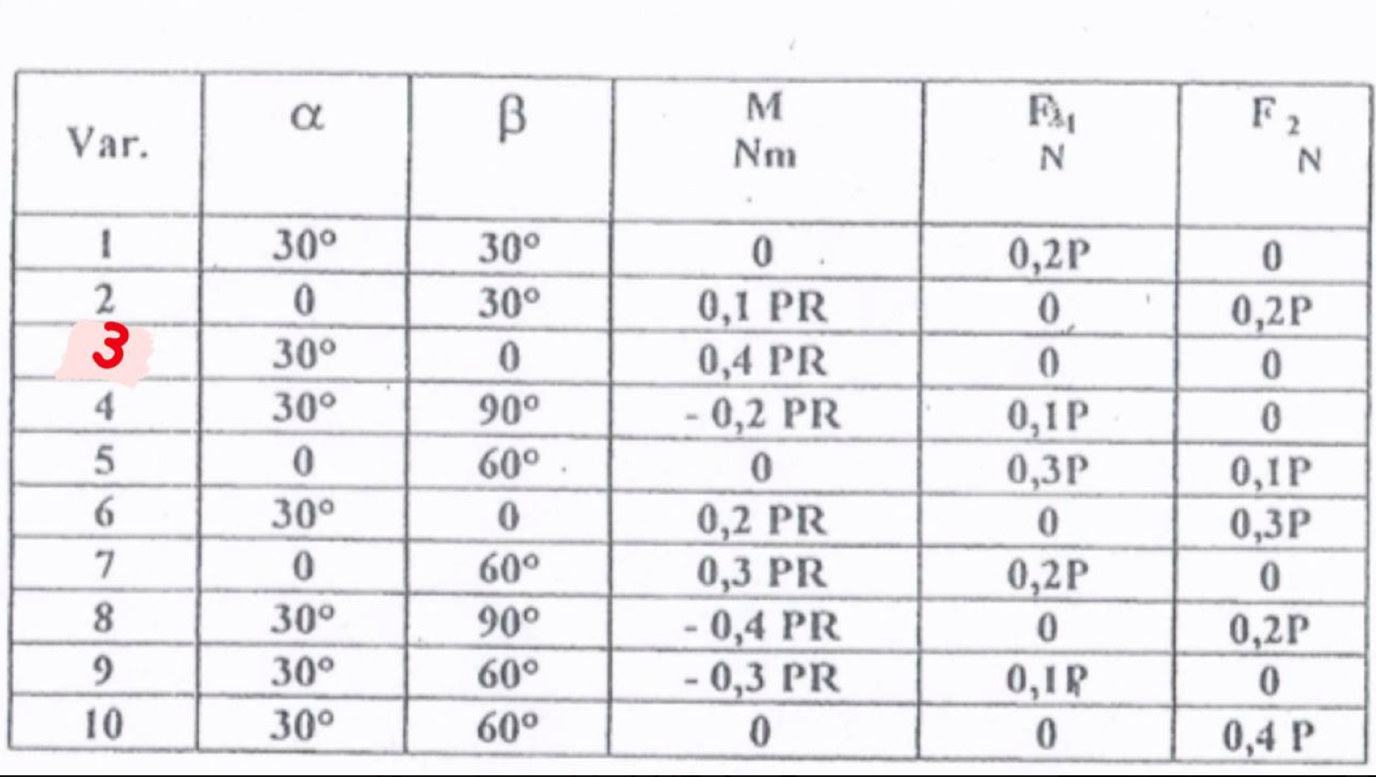 Var. α β M Nm F₁ N F ₂ N
1 30° 30° 0 0,2P 0
2 0 30° 0,1 PR 0 0,2P
3 30° 0 0,4 PR 0 0
4 30° 90° - 0,2 PR 0,1P 0
5 0 60° 0 0,3P 0,1P
6 30° 0 0,2 PR 0 0,3P
7 0 60° 0,3 PR 0,2P 0
8 30° 90° - 0,4 PR 0 0,2P
9 30° 60° - 0,3 PR 0,1P 0
10 30° 60° 0 0 0,4 P